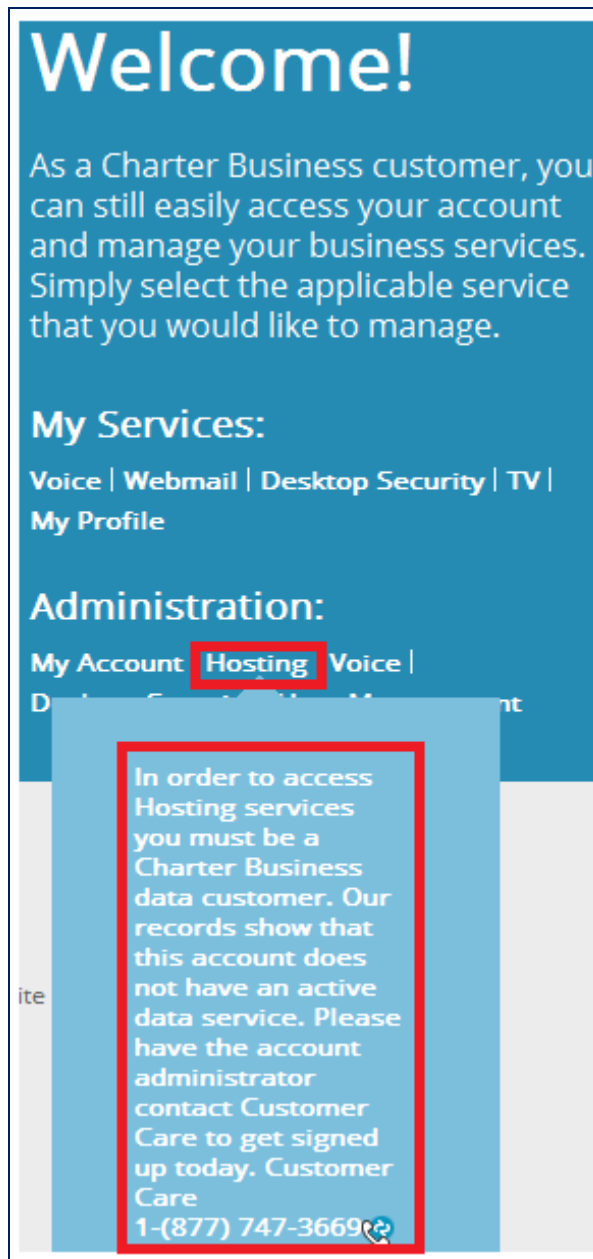 Welcome!
As a Charter Business customer, you
can still easily access your account
and manage your business services.
Simply select the applicable service
that you would like to manage.
My Services:
Voice | Webmail | Desktop Security | TV |
My Profile
Administration:
My Account Hosting Voice |
In order to access
Hosting services
you must be a
Charter Business
data customer. Our
records show that
this account does
not have an active
data service. Please
have the account
administrator
contact Customer
Care to get signed
up today. Customer
Care
1-(877) 747-3669
ite